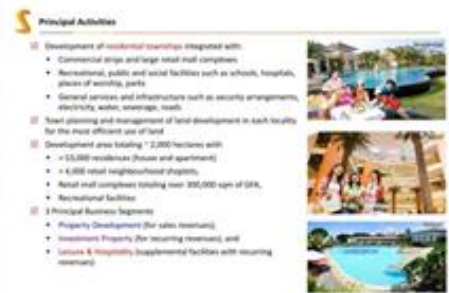 Principal Activities
Development of residential townships integrated with:
Commercial strips and large retail mall complexes
Recreational, public and social facilities such as schools, hospitals,
places of worship, parks
General services and infrastructure such as security arrangements,
electricity, water, sewerage, roads
Town planning and management of land development in each locality
for the most efficient use of land
Development area totaling ~ 2,000 hectares with
residences (house and apartment)
> 4,000 retail neighbourhood shoplots,
Retail mall complexes totaling over 300,000 sqm of GFA,
Recreational facilities
3 Principal Business Segments
Property Development (for sales revenues),
Investment Property (for recurring revenues), and
Leisure & Hospitality (supplemental facilities with recurring
revenues)